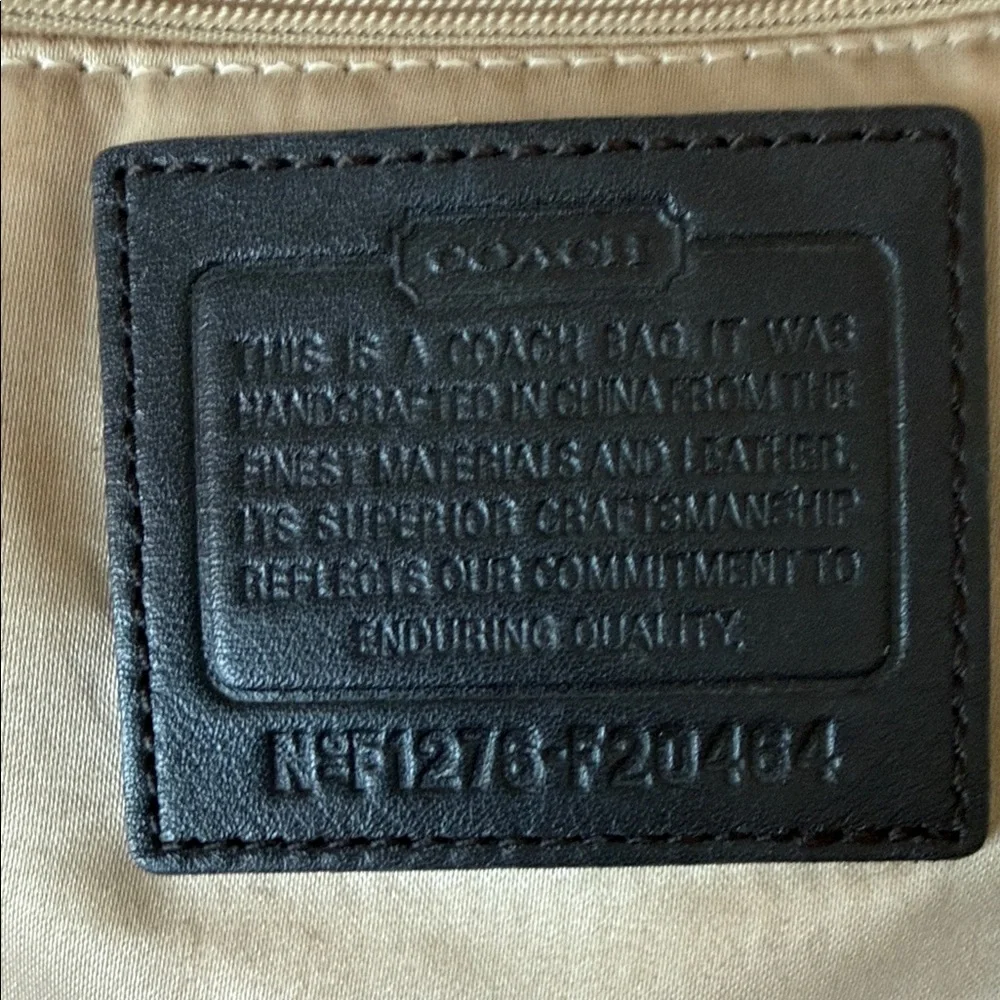 COACH
THIS IS A COACH BAG. IT WAS
HANDCRAFTED IN CHINA FROM THE
FINEST MATERIALS AND LEATHER.
ITS SUPERIOR CRAFTSMANSHIP
REFLECTS OUR COMMITMENT TO
ENDURING QUALITY.
Nº F1276-F20464